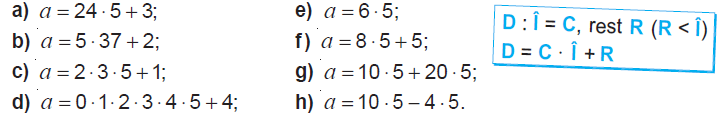 a) a = 24 · 5 + 3;
b) a = 5 · 37 + 2;
c) a = 2 · 3 · 5 + 1;
d) a = 0 · 1 · 2 · 3 · 4 · 5 + 4;
e) a = 6 · 5;
f) a = 8 · 5 + 5;
g) a = 10 · 5 + 20 · 5;
h) a = 10 · 5 − 4 · 5.
D : Î = C, rest R (R < Î)
D = C · Î + R